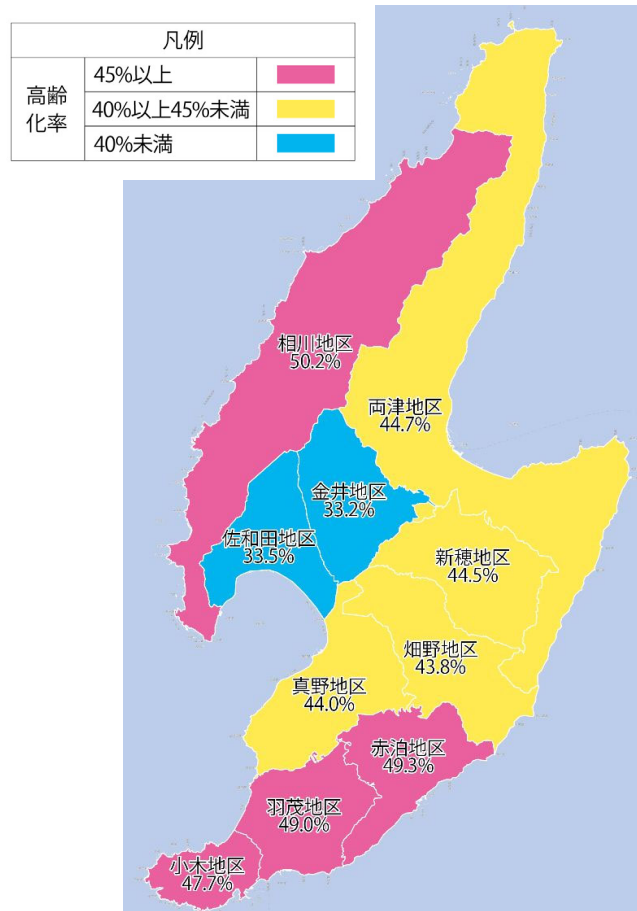 凡例
高齢
化率
45%以上
40%以上45%未満
40%未満
相川地区
50.2%
両津地区
44.7%
金井地区
33.2%
佐和田地区
33.5%
新穂地区
44.5%
畑野地区
43.8%
真野地区
44.0%
赤泊地区
49.3%
羽茂地区
49.0%
小木地区
47.7%